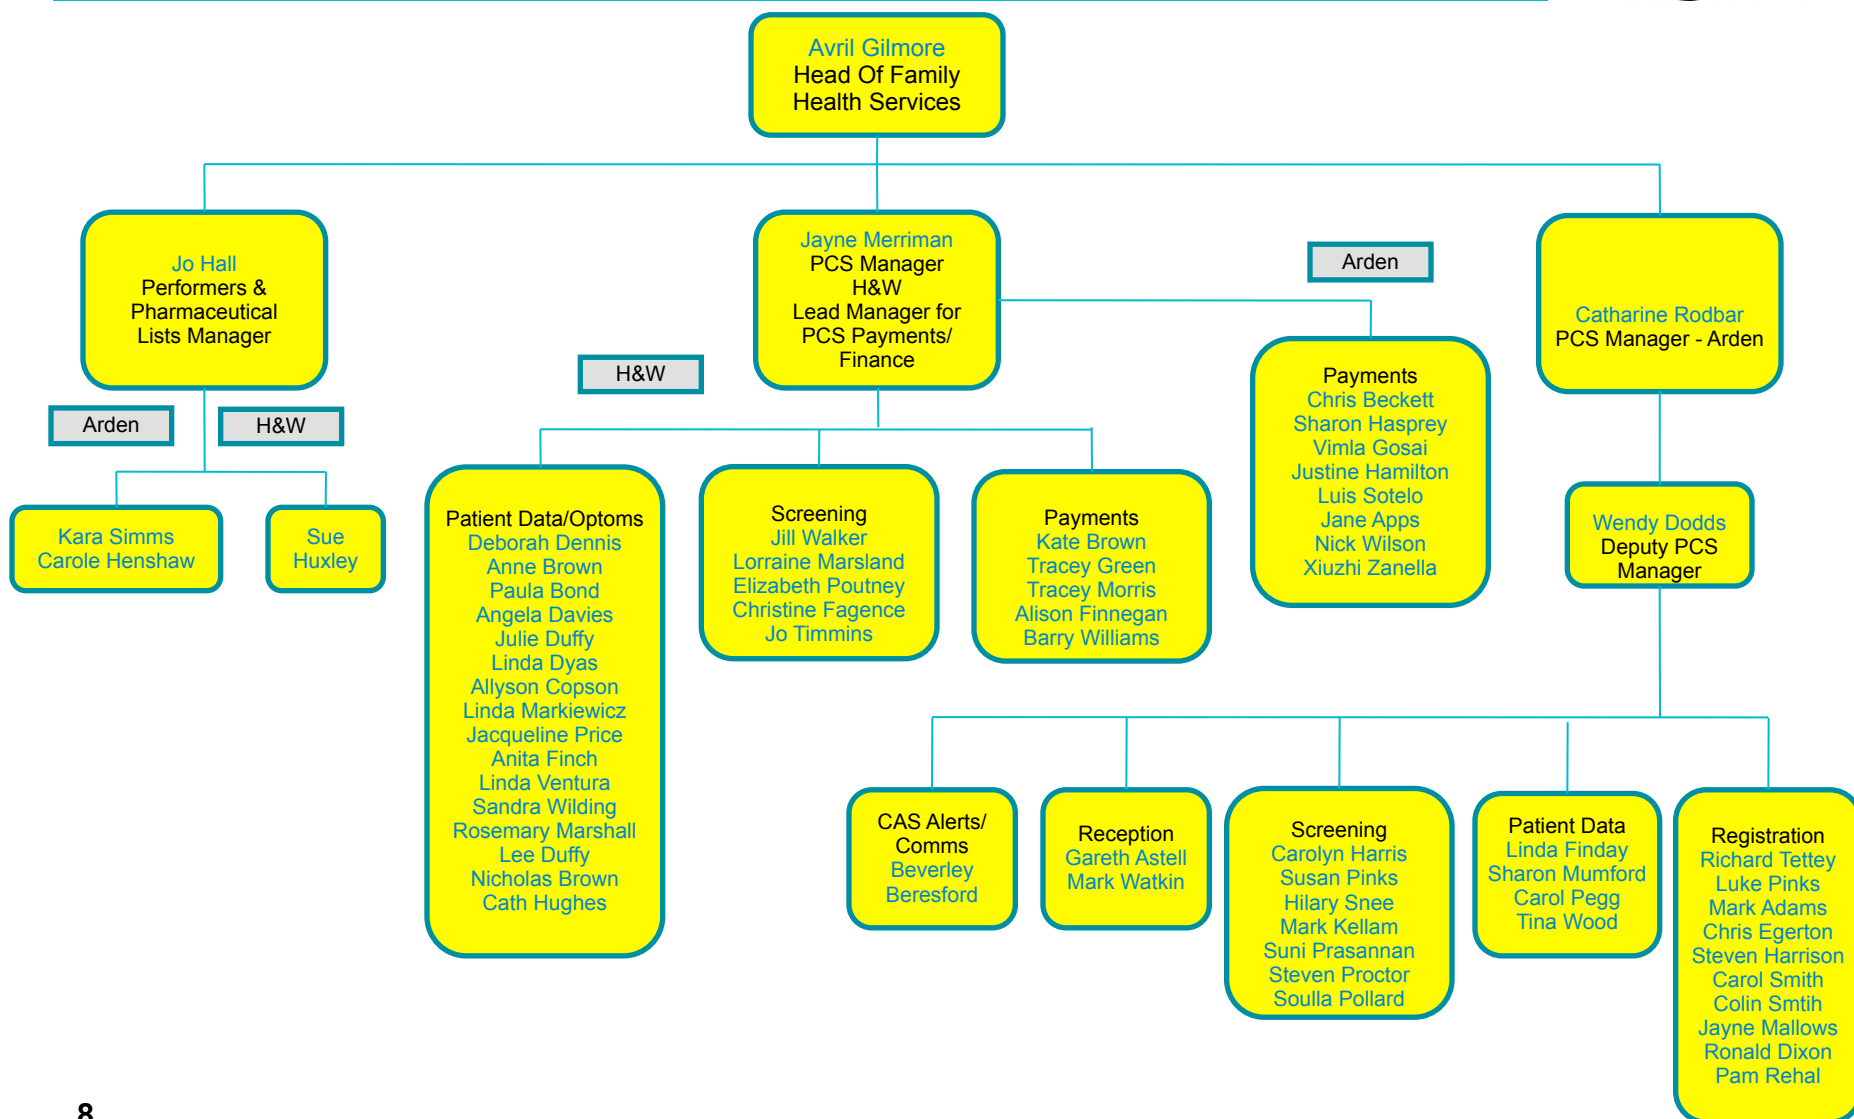 Avril Gilmore
Head Of Family
Health Services
Jo Hall
Performers &
Pharmaceutical
Lists Manager
Jayne Merriman
PCS Manager
H&W
Lead Manager for
PCS Payments/
Finance
Arden
Catharine Rodbar
PCS Manager - Arden
H&W
Arden
H&W
Payments
Chris Beckett
Sharon Hasprey
Vimla Gosai
Justine Hamilton
Luis Sotelo
Jane Apps
Nick Wilson
Xiuzhi Zanella
Kara Simms
Carole Henshaw
Sue
Huxley
Patient Data/Optoms
Deborah Dennis
Anne Brown
Paula Bond
Angela Davies
Julie Duffy
Linda Dyas
Allyson Copson
Linda Markiewicz
Jacqueline Price
Anita Finch
Linda Ventura
Sandra Wilding
Rosemary Marshall
Lee Duffy
Nicholas Brown
Cath Hughes
Screening
Jill Walker
Lorraine Marsland
Elizabeth Poutney
Christine Fagence
Jo Timmins
Payments
Kate Brown
Tracey Green
Tracey Morris
Alison Finnegan
Barry Williams
Wendy Dodds
Deputy PCS
Manager
CAS Alerts/
Comms
Beverley
Beresford
Reception
Gareth Astell
Mark Watkin
Screening
Carolyn Harris
Susan Pinks
Hilary Snee
Mark Kellam
Suni Prasannan
Steven Proctor
Soulla Pollard
Patient Data
Linda Finday
Sharon Mumford
Carol Pegg
Tina Wood
Registration
Richard Tettey
Luke Pinks
Mark Adams
Chris Egerton
Steven Harrison
Carol Smith
Colin Smtih
Jayne Mallows
Ronald Dixon
Pam Rehal
8